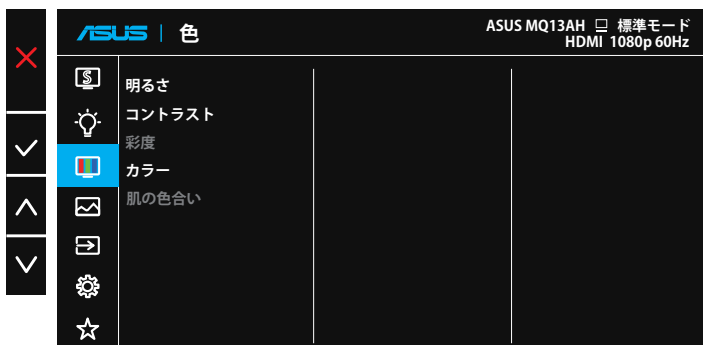 ASUS 色
ASUS MQ13AH 標準モード
HDMI 1080p 60Hz
S
明るさ
コントラスト
彩度
カラー
肌の色合い